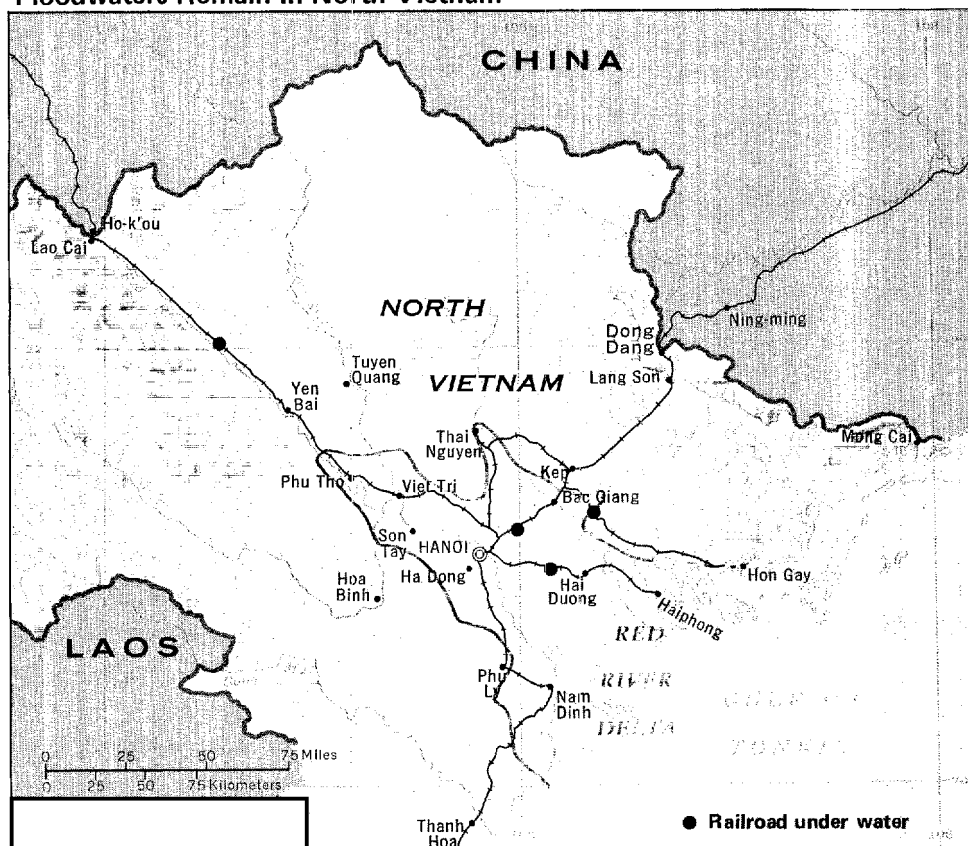 Floodwaters Remain in North Vietnam
CHINA
Ho-k'ou
Lao Cai
NORTH
VIETNAM
Ning-ming
Dong
Dang
Lang Son
Tuyen
Quang
Yen
Bai
Mong Cai
Thai
Nguyen
Kep
Phu Tho
Viet Tri
Bac Giang
Son
Tay
HANOI
Ha Dong
Hoa
Binh
Hai
Duong
Hon Gay
Haiphong
LAOS
RED
RIVER
DELTA
Phu
Ly
Nam
Dinh
GULF OF
TONKIN
0 25 50 75 Miles
0 25 50 75 Kilometers
Thanh
Hoa
Railroad under water